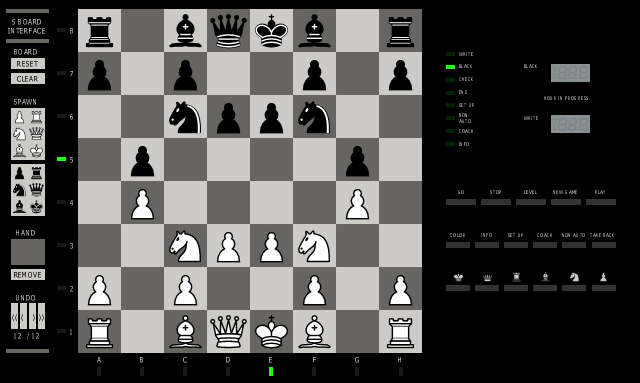 S BOARD
INTERFACE
BOARD
RESET
CLEAR
SPAWN
HAND
REMOVE
UNDO
12 /12
8
7
6
5
4
3
2
1
A B C D E F G H
WHITE
BLACK
CHECK
END
SET UP
NON
AUTO
COACH
INFO
BLACK
HOUR IN PROGRESS
WHITE
GO STOP LEVEL NEW GAME PLAY
COLOR INFO SET UP COACH NON AUTO TAKE BACK